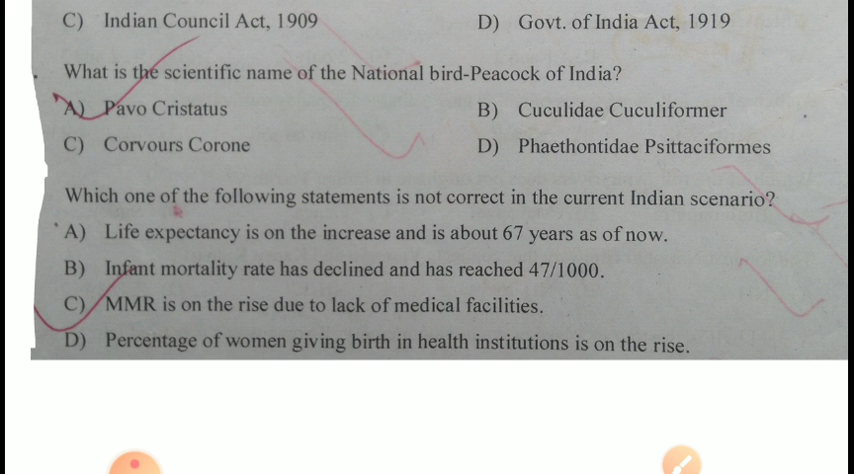 C) Indian Council Act, 1909 D) Govt. of India Act, 1919
What is the scientific name of the National bird-Peacock of India?
A) Pavo Cristatus B) Cuculidae Cuculiformer
C) Corvours Corone D) Phaethontidae Psittaciformes
Which one of the following statements is not correct in the current Indian scenario?
A) Life expectancy is on the increase and is about 67 years as of now.
B) Infant mortality rate has declined and has reached 47/1000.
C) MMR is on the rise due to lack of medical facilities.
D) Percentage of women giving birth in health institutions is on the rise.